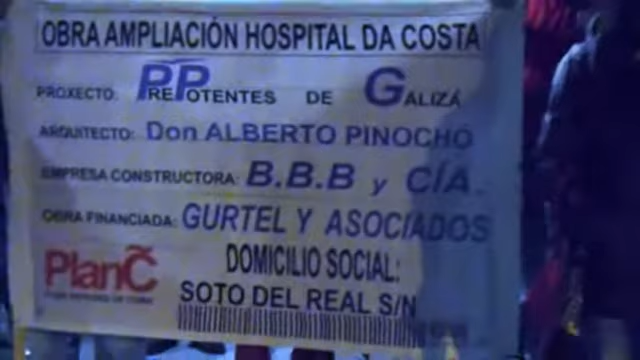 OBRA AMPLIACIÓN HOSPITAL DA COSTA
PROXECTO: PREPOTENTES DE GALIZA
ARQUITECTO: Don ALBERTO PINOCHO
EMPRESA CONSTRUCTORA: B.B.B y CÍA.
OBRA FINANCIADA: GURTEL Y ASOCIADOS
PlanC
DOMICILIO SOCIAL:
SOTO DEL REAL S/N